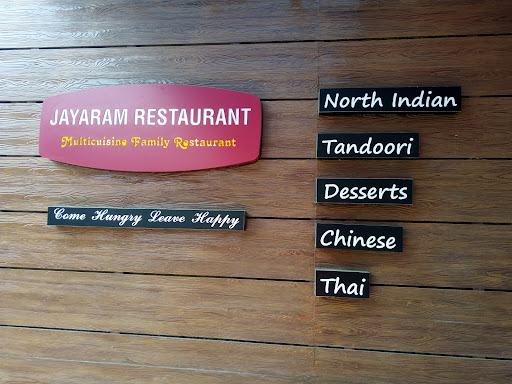 JAYARAM RESTAURANT
Multicuisine Family Restaurant
Come Hungry Leave Happy
North Indian
Tandoori
Desserts
Chinese
Thai